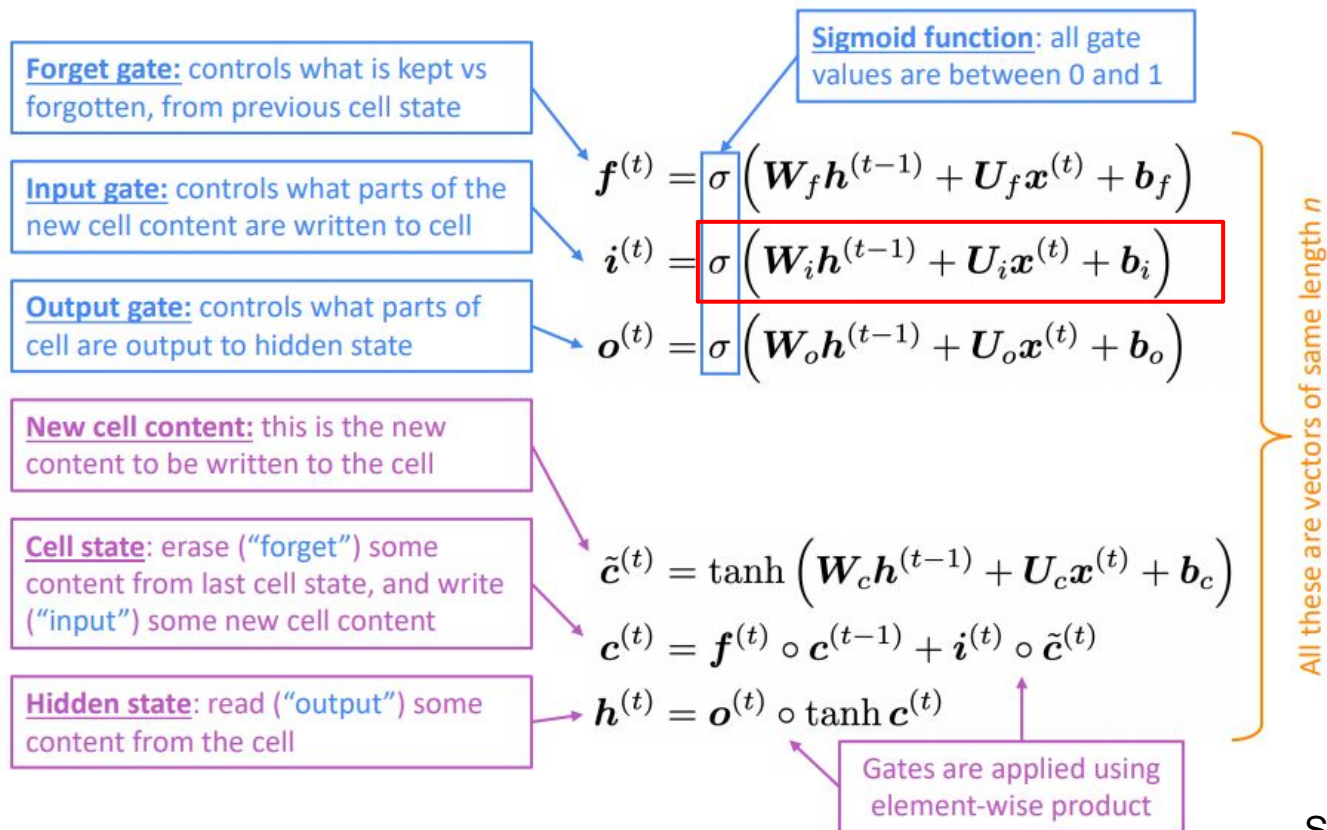 Sigmoid function: all gate
values are between 0 and 1
Forget gate: controls what is kept vs
forgotten, from previous cell state
Input gate: controls what parts of the
new cell content are written to cell
Output gate: controls what parts of
cell are output to hidden state
f^{(t)} = σ(W_f h^{(t−1)} + U_f x^{(t)} + b_f)
i^{(t)} = σ(W_i h^{(t−1)} + U_i x^{(t)} + b_i)
o^{(t)} = σ(W_o h^{(t−1)} + U_o x^{(t)} + b_o)
New cell content: this is the new
content to be written to the cell
Cell state: erase (“forget”) some
content from last cell state, and write
(“input”) some new cell content
Hidden state: read (“output”) some
content from the cell
c̃^{(t)} = tanh(W_c h^{(t−1)} + U_c x^{(t)} + b_c)
c^{(t)} = f^{(t)} ∘ c^{(t−1)} + i^{(t)} ∘ c̃^{(t)}
h^{(t)} = o^{(t)} ∘ tanh c^{(t)}
Gates are applied using
element-wise product
All these are vectors of same length n
S